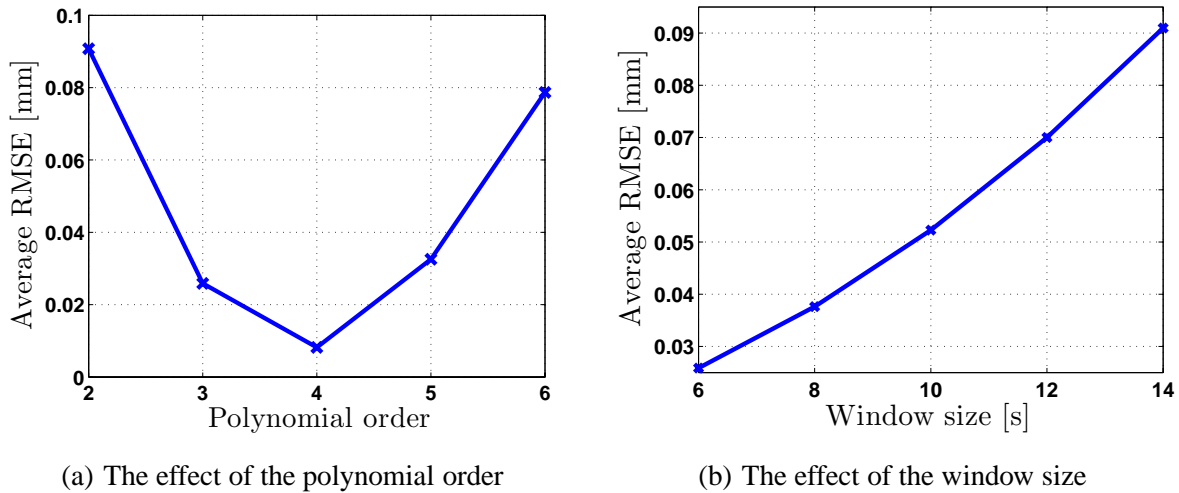 0.1
0.08
0.06
0.04
0.02
0
2 3 4 5 6
Average RMSE [mm]
Polynomial order
(a) The effect of the polynomial order
0.09
0.08
0.07
0.06
0.05
0.04
0.03
6 8 10 12 14
Average RMSE [mm]
Window size [s]
(b) The effect of the window size